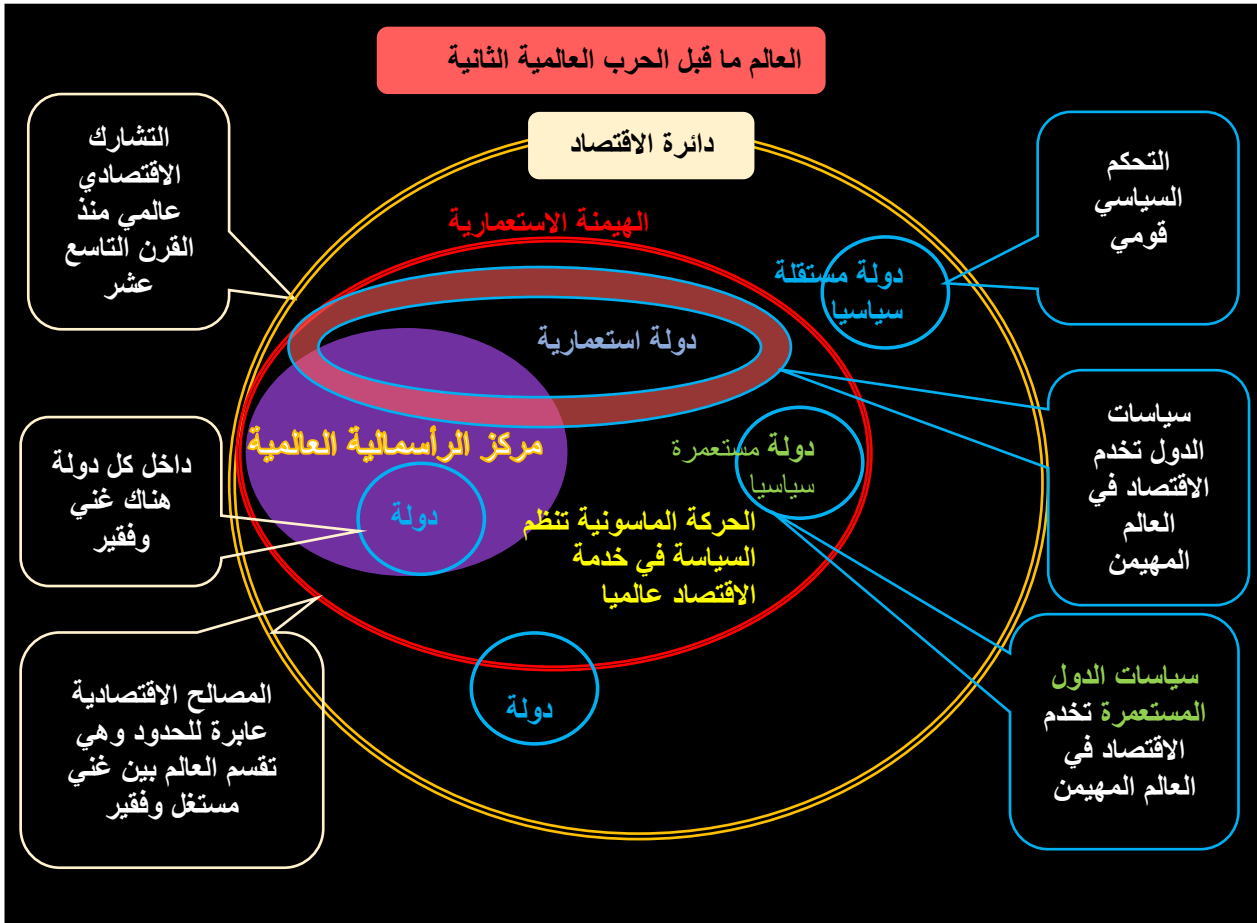 العالم ما قبل الحرب العالمية الثانية
دائرة الاقتصاد
التحكم
السياسي
قومي
التشارك
الاقتصادي
عالمي منذ
القرن التاسع
عشر
الهيمنة الاستعمارية
دولة مستقلة
سياسيا
دولة استعمارية
سياسات
الدول تخدم
الاقتصاد في
العالم
المهيمن
مركز الرأسمالية العالمية
دولة مستعمرة
سياسيا
داخل كل دولة
هناك غني
وفقير
دولة
الحركة الماسونية تنظم
السياسة في خدمة
الاقتصاد عالميا
سياسات الدول
المستعمرة تخدم
الاقتصاد في
العالم المهيمن
المصالح الاقتصادية
عابرة للحدود وهي
تقسم العالم بين غني
مستغل وفقير
دولة